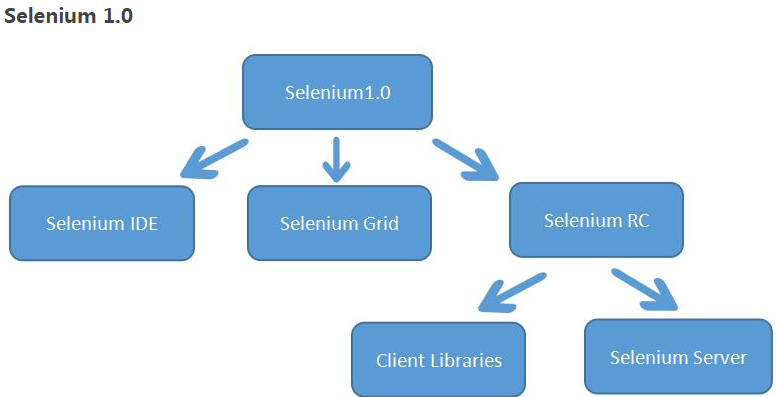 Selenium 1.0
Selenium1.0
Selenium IDE
Selenium Grid
Selenium RC
Client Libraries
Selenium Server